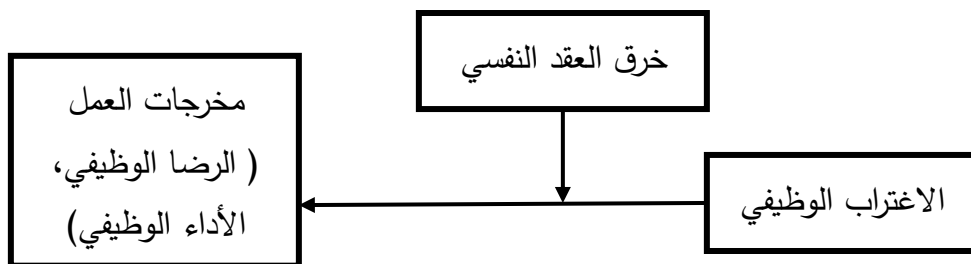 خرق العقد النفسي
الاغتراب الوظيفي
مخرجات العمل
( الرضا الوظيفي،
الأداء الوظيفي)